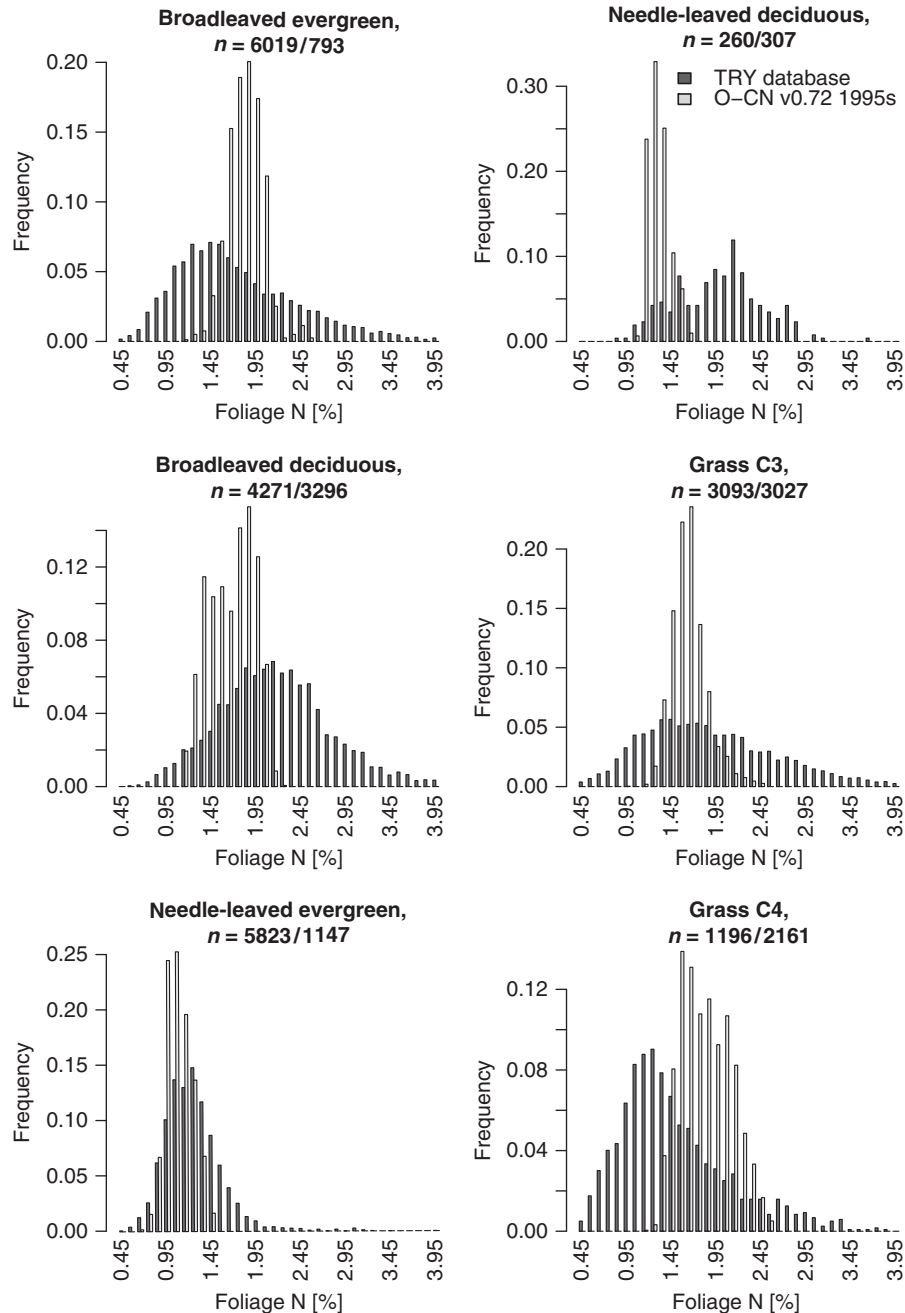 Broadleaved evergreen,
n = 6019/793
0.20
0.15
0.10
0.05
0.00
Frequency
0.45
0.95
1.45
1.95
2.45
2.95
3.45
3.95
Foliage N [%]
Needle-leaved deciduous,
n = 260/307
TRY database
O–CN v0.72 1995s
0.30
0.20
0.10
0.00
Frequency
0.45
0.95
1.45
1.95
2.45
2.95
3.45
3.95
Foliage N [%]
Broadleaved deciduous,
n = 4271/3296
0.12
0.08
0.04
0.00
Frequency
0.45
0.95
1.45
1.95
2.45
2.95
3.45
3.95
Foliage N [%]
Grass C3,
n = 3093/3027
0.20
0.15
0.10
0.05
0.00
Frequency
0.45
0.95
1.45
1.95
2.45
2.95
3.45
3.95
Foliage N [%]
Needle-leaved evergreen,
n = 5823/1147
0.25
0.20
0.15
0.10
0.05
0.00
Frequency
0.45
0.95
1.45
1.95
2.45
2.95
3.45
3.95
Foliage N [%]
Grass C4,
n = 1196/2161
0.12
0.08
0.04
0.00
Frequency
0.45
0.95
1.45
1.95
2.45
2.95
3.45
3.95
Foliage N [%]